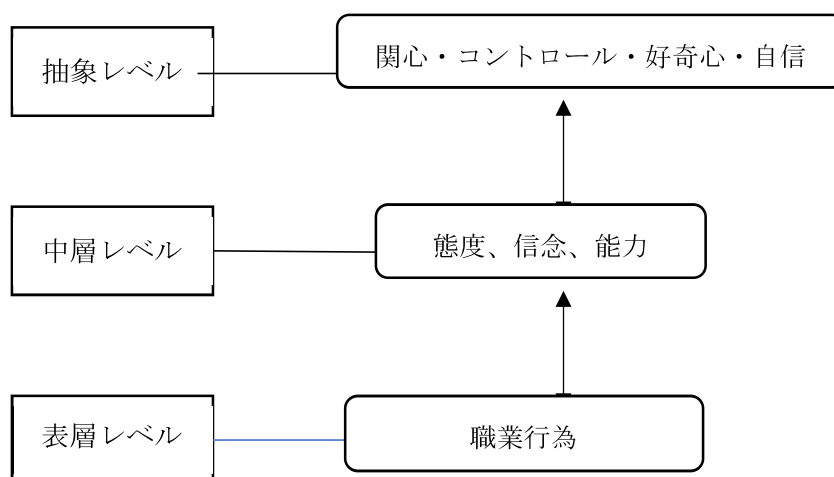 抽象レベル
関心・コントロール・好奇心・自信
中層レベル
態度、信念、能力
表層レベル
職業行為